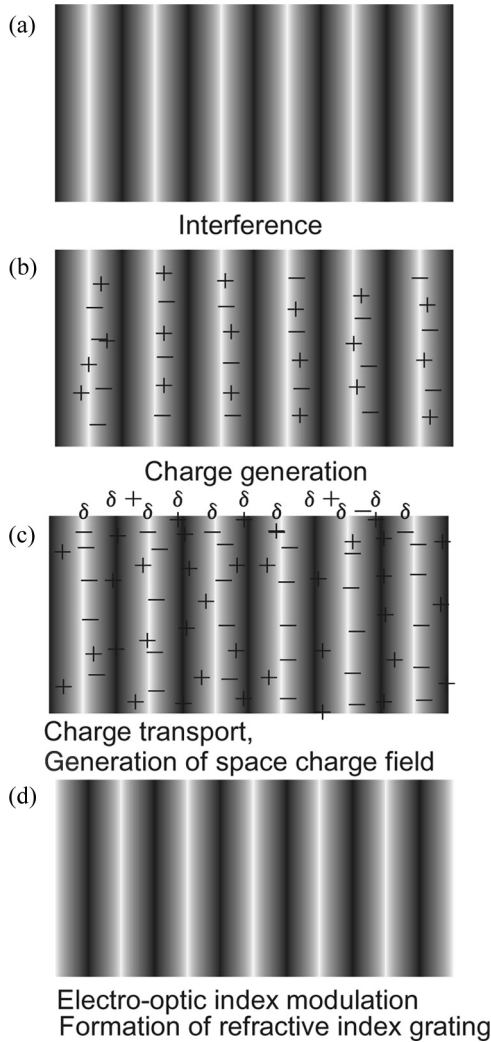 (a)
Interference
(b)
Charge generation
δ + δ δ δ + δ
(c) δ δ δ δ δ – δ
Charge transport,
Generation of space charge field
(d)
Electro-optic index modulation
Formation of refractive index grating